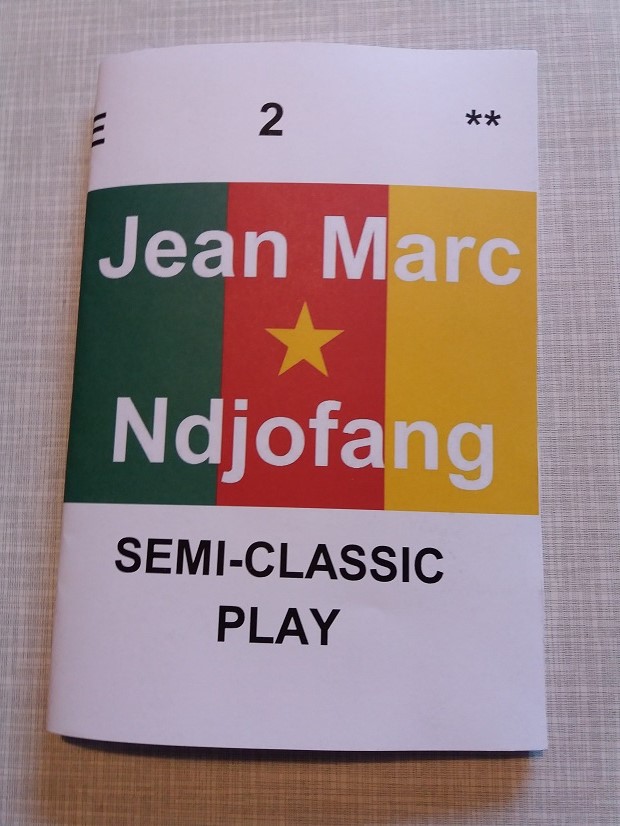 2 **
Jean Marc
Ndjofang
SEMI-CLASSIC
PLAY